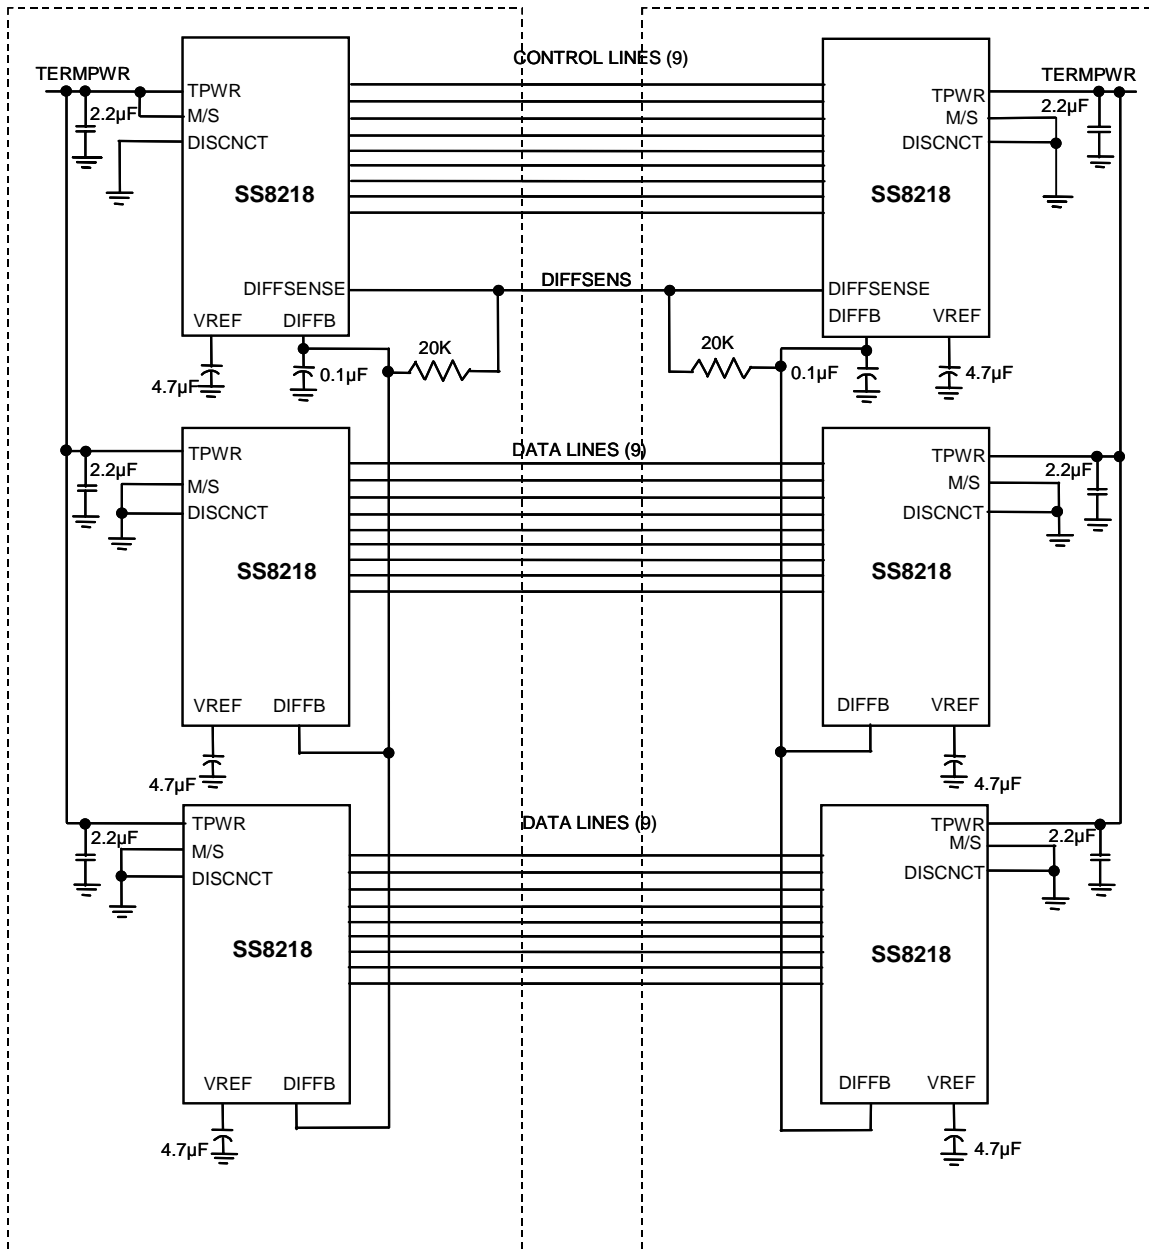 CONTROL LINES (9)
TERMPWR
TPWR
2.2µF
M/S
DISCNCT
SS8218
DIFFSENSE
VREF
DIFFB
4.7µF
0.1µF
20K
DIFFSENS
TERMPWR
TPWR
2.2µF
M/S
DISCNCT
SS8218
DIFFSENSE
DIFFB
VREF
20K
0.1µF
4.7µF
DATA LINES (9)
TPWR
2.2µF
M/S
DISCNCT
SS8218
VREF
DIFFB
4.7µF
TPWR
2.2µF
M/S
DISCNCT
SS8218
DIFFB
VREF
4.7µF
DATA LINES (9)
TPWR
2.2µF
M/S
DISCNCT
SS8218
VREF
DIFFB
4.7µF
TPWR
2.2µF
M/S
DISCNCT
SS8218
DIFFB
VREF
4.7µF